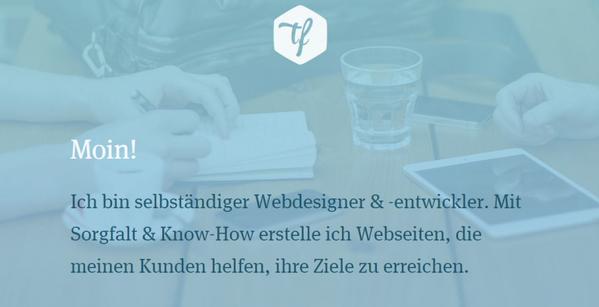 tf
Moin!
Ich bin selbständiger Webdesigner & -entwickler. Mit
Sorgfalt & Know-How erstelle ich Webseiten, die
meinen Kunden helfen, ihre Ziele zu erreichen.